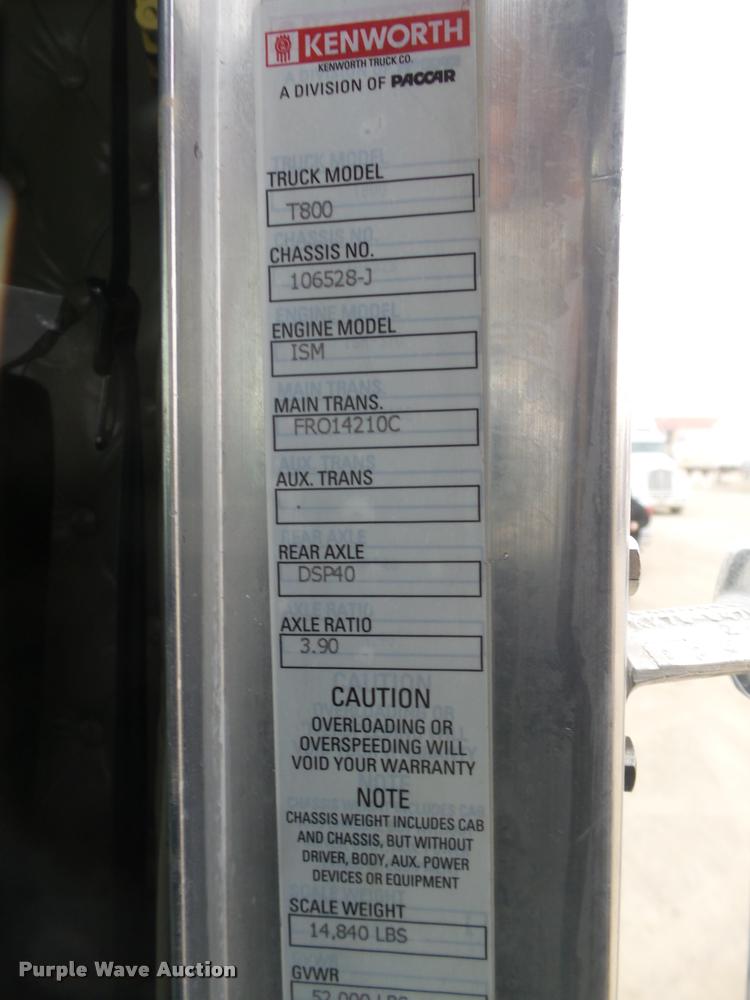 KENWORTH
KENWORTH TRUCK CO.
A DIVISION OF PACCAR
TRUCK MODEL
T800
CHASSIS NO.
106528-J
ENGINE MODEL
ISM
MAIN TRANS.
FRO14210C
AUX. TRANS
REAR AXLE
DSP40
AXLE RATIO
3.90
CAUTION
OVERLOADING OR
OVERSPEEDING WILL
VOID YOUR WARRANTY
NOTE
CHASSIS WEIGHT INCLUDES CAB
AND CHASSIS, BUT WITHOUT
DRIVER, BODY, AUX. POWER
DEVICES OR EQUIPMENT
SCALE WEIGHT
14,840 LBS
GVWR
52,000 LBS
Purple Wave Auction